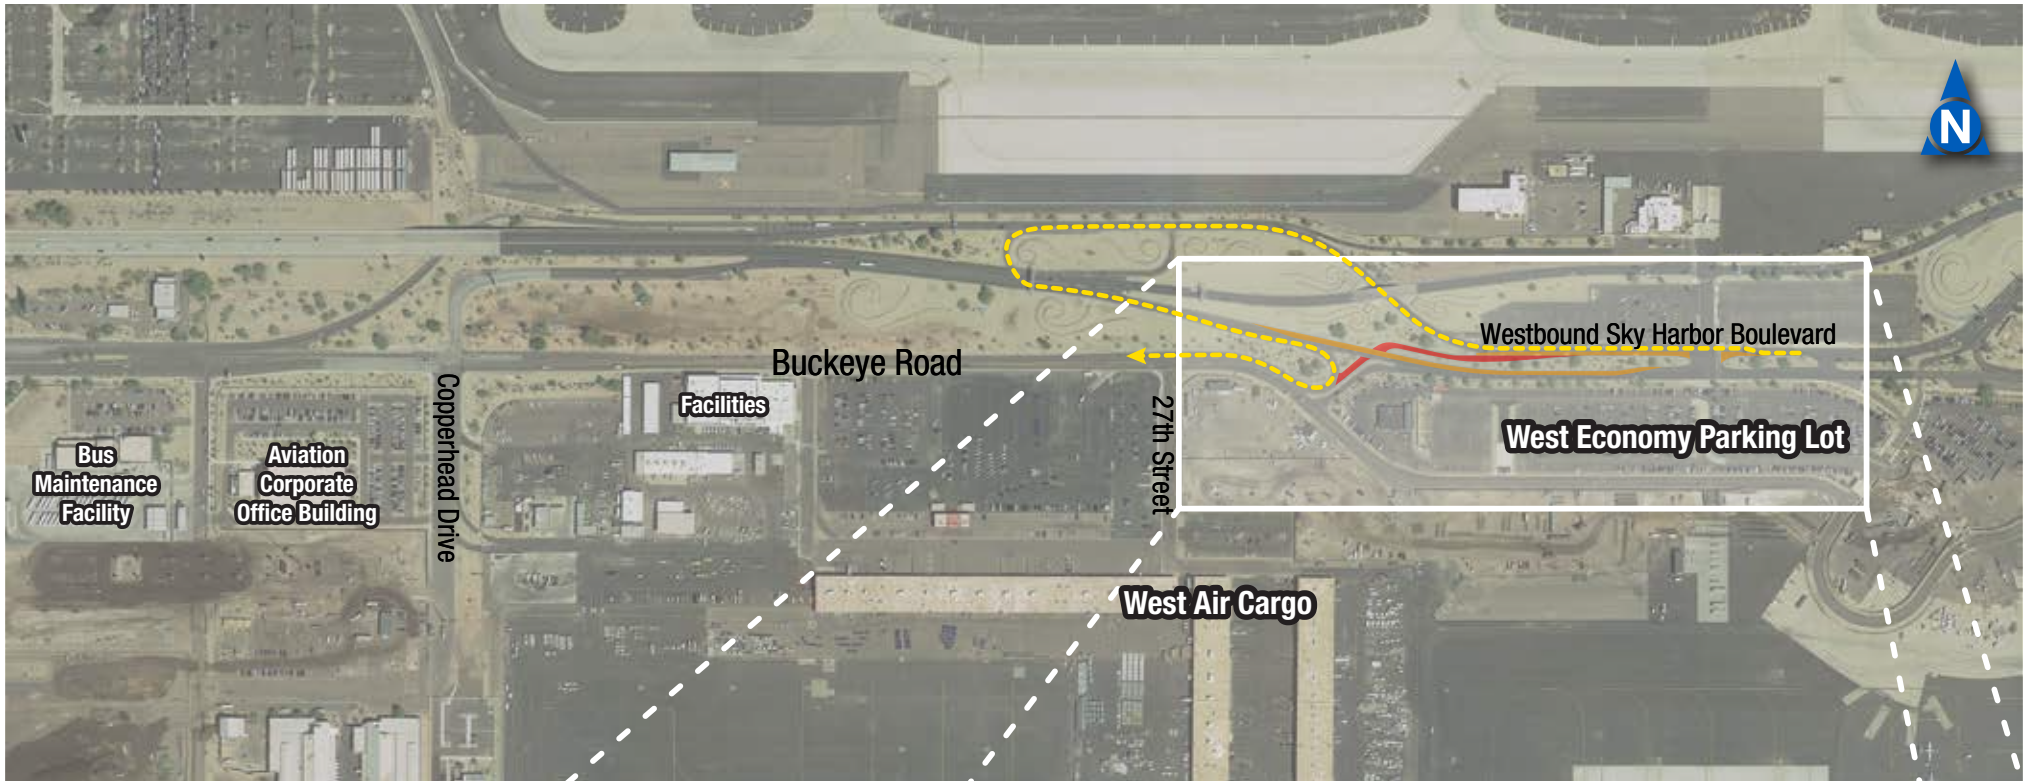 N
Westbound Sky Harbor Boulevard
Buckeye Road
Facilities
Copperhead Drive
27th Street
West Economy Parking Lot
Bus
Maintenance
Facility
Aviation
Corporate
Office Building
West Air Cargo